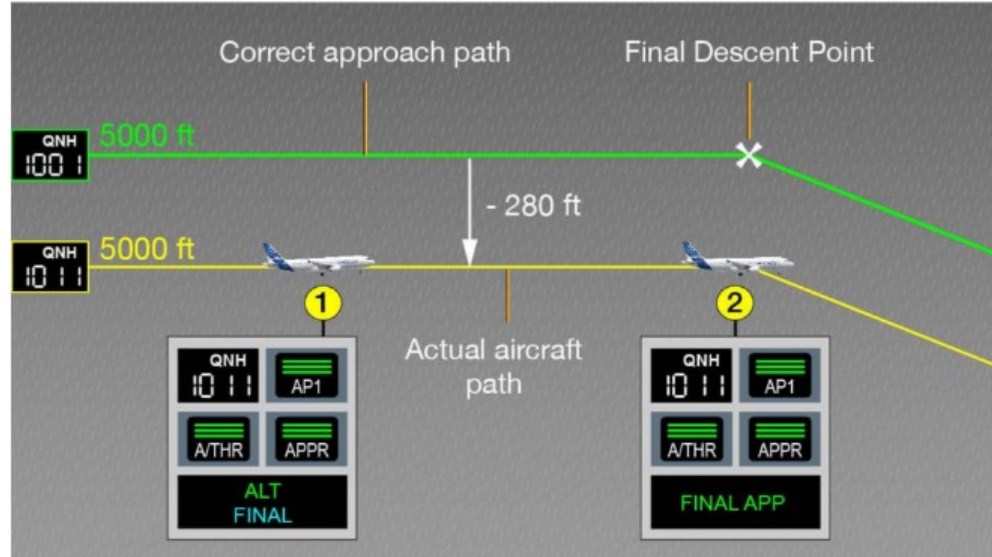 Correct approach path
Final Descent Point
QNH
1001
5000 ft
- 280 ft
QNH
1011
5000 ft
1
2
Actual aircraft
path
QNH
1011
AP1
A/THR
APPR
ALT
FINAL
QNH
1011
AP1
A/THR
APPR
FINAL APP